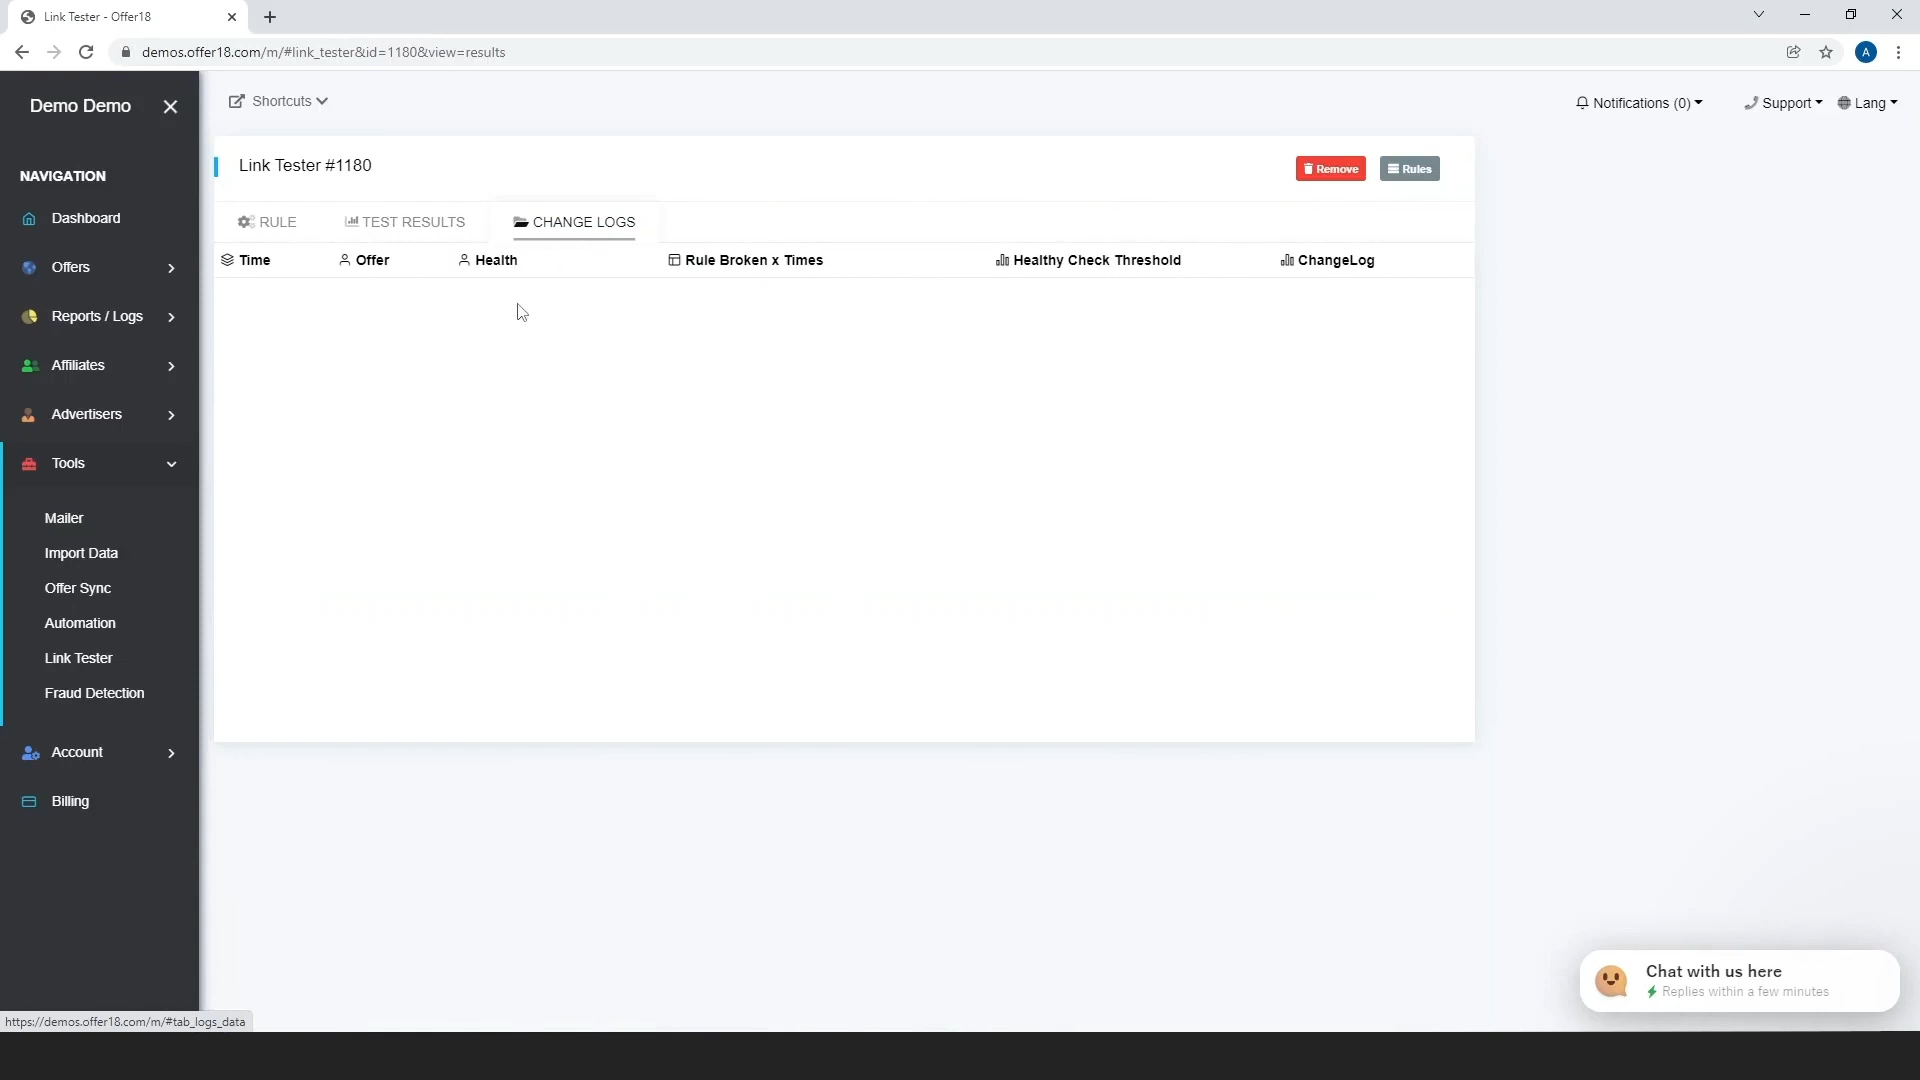 Link Tester - Offer18
demos.offer18.com/m/#link_tester&id=1180&view=results
A
Demo Demo
Shortcuts
Notifications (0)
Support
Lang
Link Tester #1180
Remove
Rules
NAVIGATION
RULE
TEST RESULTS
CHANGE LOGS
Time
Offer
Health
Rule Broken x Times
Healthy Check Threshold
ChangeLog
Dashboard
Offers
Reports / Logs
Affiliates
Advertisers
Tools
Mailer
Import Data
Offer Sync
Automation
Link Tester
Fraud Detection
Account
Billing
Chat with us here
Replies within a few minutes
https://demos.offer18.com/m/#tab_logs_data